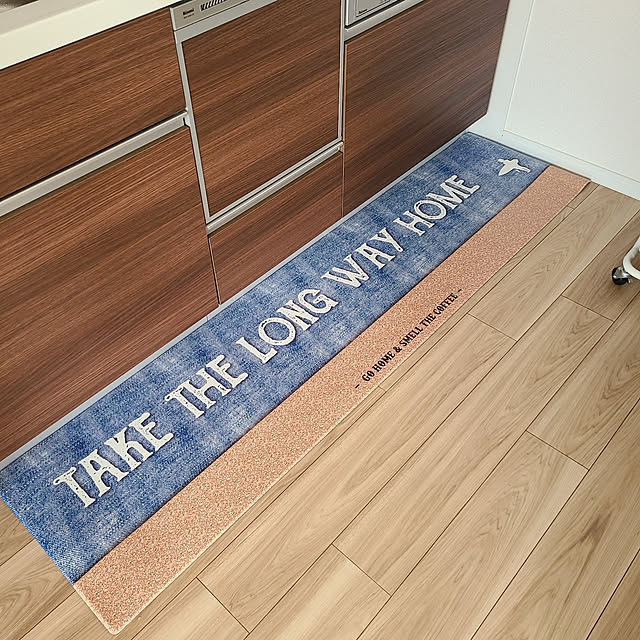 TAKE THE LONG WAY HOME
- GO HOME & SMELL THE COFFEE -